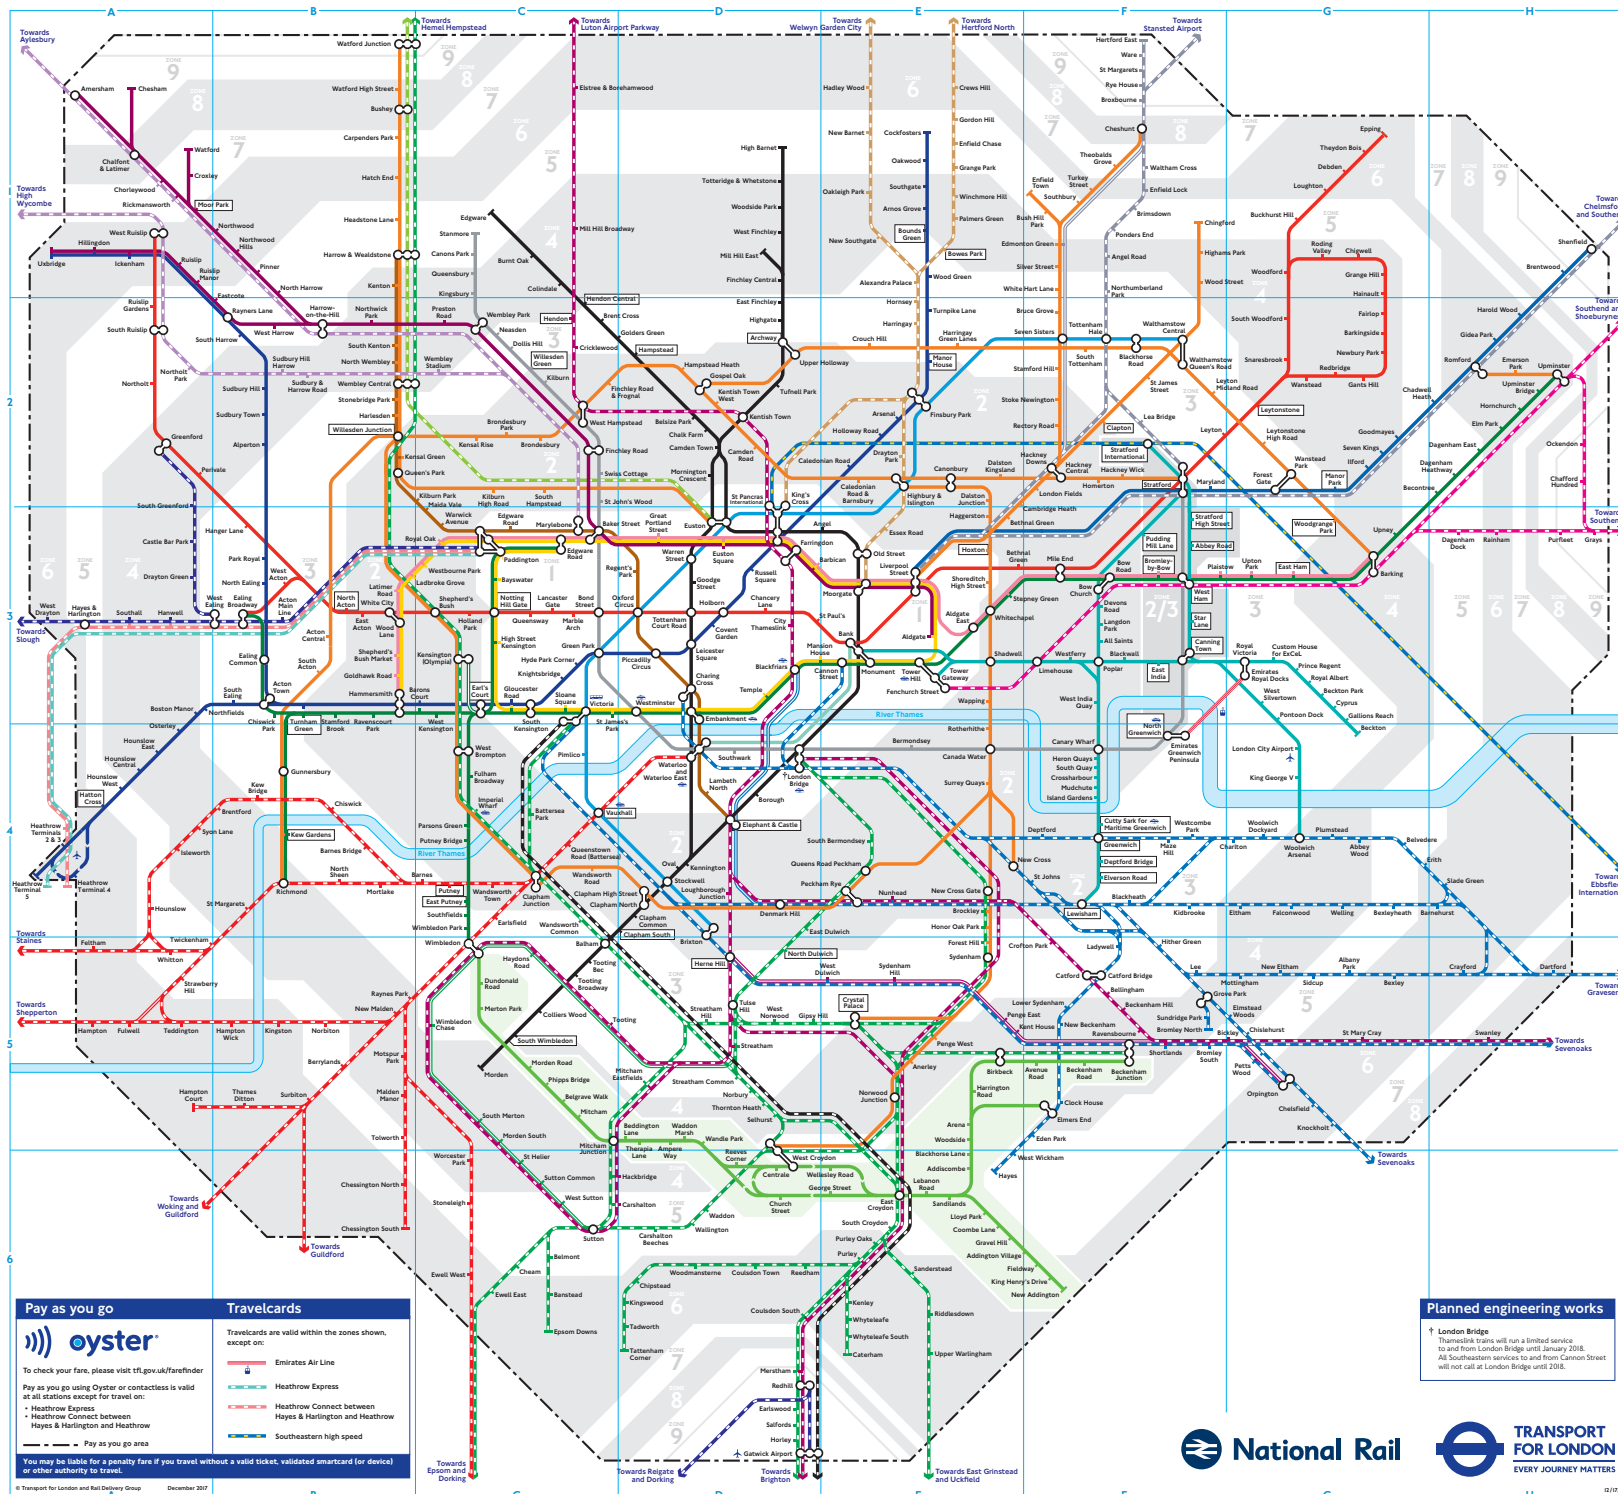 A
B
C
D
E
F
G
H
Towards
Aylesbury
Towards
Hemel Hempstead
Towards
Luton Airport Parkway
Towards
Welwyn Garden City
Towards
Hertford North
Towards
Stansted Airport
Watford Junction
Watford High Street
Bushey
Carpenders Park
Hatch End
Headstone Lane
Harrow & Wealdstone
Kenton
South Kenton
North Wembley
Wembley Central
Stonebridge Park
Harlesden
Willesden Junction
Kensal Green
Queen's Park
Kilburn Park
Maida Vale
Warwick
Avenue
Amersham
Chesham
Chalfont
& Latimer
Watford
Croxley
Chorleywood
Rickmansworth
Moor Park
Northwood
Northwood
Hills
Pinner
North Harrow
Harrow-
on-the-Hill
Northwick
Park
Preston
Road
Wembley Park
Towards
High
Wycombe
West Ruislip
Hillingdon
Uxbridge
Ickenham
Ruislip
Ruislip
Manor
Eastcote
Rayners Lane
West Harrow
South Harrow
Ruislip
Gardens
South Ruislip
Northolt
Park
Northolt
Sudbury Hill
Harrow
Sudbury &
Harrow Road
Wembley
Stadium
Sudbury Hill
Sudbury Town
Alperton
Greenford
Perivale
Hanger Lane
Park Royal
North Ealing
South Greenford
Castle Bar Park
Drayton Green
West
Drayton
Hayes &
Harlington
Southall
Hanwell
West
Ealing
Ealing
Broadway
West
Acton
Acton
Main
Line
North
Acton
Towards
Slough
Elstree & Borehamwood
Mill Hill Broadway
Hendon
Cricklewood
Edgware
Burnt Oak
Colindale
Hendon Central
Brent Cross
Golders Green
Hampstead
Belsize Park
Chalk Farm
Camden Town
Mornington
Crescent
Stanmore
Canons Park
Queensbury
Kingsbury
Neasden
Dollis Hill
Willesden
Green
Kilburn
West Hampstead
Finchley Road
Swiss Cottage
St John's Wood
Baker Street
High Barnet
Totteridge & Whetstone
Woodside Park
West Finchley
Mill Hill East
Finchley Central
East Finchley
Highgate
Archway
Tufnell Park
Kentish Town
Camden
Road
Hadley Wood
New Barnet
Oakleigh Park
New Southgate
Cockfosters
Oakwood
Southgate
Arnos Grove
Bounds
Green
Wood Green
Turnpike Lane
Manor
House
Finsbury Park
Arsenal
Holloway Road
Caledonian Road
Crews Hill
Gordon Hill
Enfield Chase
Grange Park
Winchmore Hill
Palmers Green
Bowes Park
Alexandra Palace
Hornsey
Harringay
Crouch Hill
Harringay
Green Lanes
Upper Holloway
Hampstead Heath
Gospel Oak
Kentish Town
West
Finchley Road
& Frognal
Brondesbury
Park
Brondesbury
Kensal Rise
Kilburn
High Road
South
Hampstead
Drayton
Park
Caledonian
Road &
Barnsbury
Highbury &
Islington
Canonbury
Dalston
Kingsland
Dalston
Junction
Haggerston
Hoxton
Essex Road
Hertford East
Ware
St Margarets
Rye House
Broxbourne
Cheshunt
Theobalds
Grove
Turkey
Street
Southbury
Enfield
Town
Bush Hill
Park
Edmonton Green
Silver Street
White Hart Lane
Bruce Grove
Seven Sisters
Stamford Hill
Stoke Newington
Rectory Road
Hackney
Downs
Hackney
Central
London Fields
Cambridge Heath
Bethnal Green
Waltham Cross
Enfield Lock
Brimsdown
Ponders End
Angel Road
Northumberland
Park
Tottenham
Hale
South
Tottenham
Blackhorse
Road
Walthamstow
Central
Walthamstow
Queen's Road
St James
Street
Clapton
Lea Bridge
Stratford
International
Hackney Wick
Homerton
Stratford
Chingford
Highams Park
Wood Street
Leyton
Midland Road
Leytonstone
High Road
Wanstead
Park
Woodgrange
Park
Epping
Theydon Bois
Debden
Loughton
Buckhurst Hill
Roding
Valley
Chigwell
Woodford
Grange Hill
Hainault
Fairlop
Barkingside
Newbury Park
South Woodford
Snaresbrook
Redbridge
Wanstead
Gants Hill
Leytonstone
Leyton
Maryland
Forest
Gate
Manor
Park
Ilford
Seven Kings
Goodmayes
Chadwell
Heath
Romford
Gidea Park
Harold Wood
Brentwood
Shenfield
Emerson
Park
Upminster
Upminster
Bridge
Hornchurch
Elm Park
Dagenham East
Dagenham
Heathway
Becontree
Upney
Barking
Ockendon
Chafford
Hundred
Dagenham
Dock
Rainham
Purfleet
Grays
East Ham
Upton
Park
Plaistow
West
Ham
Stratford
High Street
Abbey Road
Pudding
Mill Lane
Bromley-
by-Bow
Bow
Road
Mile End
Bethnal
Green
Bow
Church
Devons
Road
Langdon
Park
All Saints
Star
Lane
Canning
Town
Stepney Green
Whitechapel
Shoreditch
High Street
Aldgate
East
Aldgate
Liverpool
Street
Old Street
Moorgate
Barbican
Farringdon
Angel
King's
Cross
St Pancras
International
Euston
Great
Portland
Street
Euston
Square
Warren
Street
Goodge
Street
Russell
Square
Regent's
Park
Marylebone
Edgware
Road
Edgware
Road
Paddington
Royal Oak
Westbourne Park
Ladbroke Grove
Latimer
Road
White City
Wood
Lane
East
Acton
Shepherd's
Bush Market
Goldhawk Road
Hammersmith
Shepherd's
Bush
Holland
Park
Notting
Hill Gate
Bayswater
Queensway
Lancaster
Gate
Marble
Arch
Bond
Street
Oxford
Circus
Tottenham
Court Road
Holborn
Chancery
Lane
St Paul's
Bank
City
Thameslink
Covent
Garden
Leicester
Square
Piccadilly
Circus
Green Park
Hyde Park Corner
Knightsbridge
High Street
Kensington
Kensington
(Olympia)
Barons
Court
Earl's
Court
Gloucester
Road
South
Kensington
Sloane
Square
Victoria
St James's
Park
Westminster
Embankment
Charing
Cross
Temple
Blackfriars
Mansion
House
Cannon
Street
Monument
Tower
Hill
Tower
Gateway
Fenchurch Street
Shadwell
Limehouse
Westferry
Poplar
Blackwall
East
India
Royal
Victoria
Custom House
for ExCeL
Prince Regent
Royal Albert
Beckton Park
Cyprus
Gallions Reach
Beckton
Emirates
Royal Docks
West
Silvertown
Pontoon Dock
London City Airport
King George V
Woolwich
Arsenal
Emirates
Greenwich
Peninsula
North
Greenwich
West India
Quay
Canary Wharf
Heron Quays
South Quay
Crossharbour
Mudchute
Island Gardens
Cutty Sark for
Maritime Greenwich
Greenwich
Deptford Bridge
Elverson Road
Lewisham
Wapping
Rotherhithe
Canada Water
Surrey Quays
Bermondsey
Southwark
River Thames
London
Bridge
Waterloo
and
Waterloo East
Lambeth
North
Borough
Elephant & Castle
Kennington
Oval
Stockwell
Pimlico
Vauxhall
Brixton
Clapham North
Clapham High Street
Clapham
Common
Clapham South
Balham
Tooting
Bec
Tooting
Broadway
Colliers Wood
South Wimbledon
Morden
Acton
Central
South
Acton
Ealing
Common
Acton
Town
South
Ealing
Northfields
Boston Manor
Osterley
Hounslow
East
Hounslow
Central
Hounslow
West
Hatton
Cross
Heathrow
Terminals
2 & 3
Heathrow
Terminal
5
Heathrow
Terminal 4
Chiswick
Park
Turnham
Green
Stamford
Brook
Ravenscourt
Park
West
Kensington
Gunnersbury
Kew Gardens
Richmond
Kew
Bridge
Brentford
Syon Lane
Isleworth
Hounslow
Chiswick
Barnes Bridge
River Thames
North
Sheen
Mortlake
Barnes
Putney
Wandsworth
Town
Clapham
Junction
Queenstown
Road (Battersea)
Battersea
Park
Wandsworth
Road
West
Brompton
Fulham
Broadway
Imperial
Wharf
Parsons Green
Putney Bridge
East Putney
Southfields
Wimbledon Park
Wimbledon
Earlsfield
Wandsworth
Common
Haydons
Road
St Margarets
Twickenham
Whitton
Feltham
Towards
Staines
Towards
Shepperton
Strawberry
Hill
Hampton
Fulwell
Teddington
Hampton
Wick
Kingston
Norbiton
New Malden
Raynes Park
Berrylands
Surbiton
Thames
Ditton
Hampton
Court
Towards
Woking and
Guildford
Towards
Guildford
Motspur
Park
Malden
Manor
Tolworth
Chessington North
Chessington South
Worcester
Park
Stoneleigh
Ewell West
Towards
Epsom and
Dorking
Wimbledon
Chase
South Merton
Morden South
St Helier
Sutton Common
West Sutton
Sutton
Belmont
Banstead
Epsom Downs
Cheam
Ewell East
Carshalton
Carshalton
Beeches
Wallington
Waddon
Hackbridge
Mitcham
Junction
Mitcham
Eastfields
Tooting
Dundonald
Road
Merton Park
Morden Road
Phipps Bridge
Belgrave Walk
Mitcham
Beddington
Lane
Therapia
Lane
Ampere
Way
Waddon
Marsh
Wandle Park
Reeves
Corner
Centrale
West Croydon
Wellesley Road
Church
Street
George Street
East
Croydon
Lebanon
Road
Sandilands
Lloyd Park
Coombe Lane
Gravel Hill
Addington Village
Fieldway
King Henry's Drive
New Addington
Addiscombe
Blackhorse Lane
Woodside
Arena
Harrington
Road
Birkbeck
Avenue
Road
Beckenham
Road
Beckenham
Junction
Elmers End
Clock House
Eden Park
West Wickham
Hayes
South Croydon
Purley Oaks
Purley
Sanderstead
Riddlesdown
Upper Warlingham
Towards East Grinstead
and Uckfield
Kenley
Whyteleafe
Whyteleafe South
Caterham
Reedham
Coulsdon Town
Woodmansterne
Chipstead
Kingswood
Tadworth
Tattenham
Corner
Coulsdon South
Merstham
Redhill
Earlswood
Salfords
Horley
Gatwick Airport
Towards Reigate
and Dorking
Towards
Brighton
Selhurst
Thornton Heath
Norbury
Streatham Common
Streatham
Streatham
Hill
Tulse
Hill
West
Norwood
Gipsy Hill
Crystal
Palace
Herne Hill
North Dulwich
East Dulwich
West
Dulwich
Sydenham
Hill
Loughborough
Junction
Denmark Hill
Peckham Rye
Queens Road Peckham
South Bermondsey
Nunhead
New Cross Gate
New Cross
Brockley
Honor Oak Park
Forest Hill
Sydenham
Crofton Park
Penge East
Kent House
Penge West
Anerley
Norwood
Junction
Deptford
St Johns
Maze
Hill
Westcombe
Park
Charlton
Woolwich
Dockyard
Plumstead
Abbey
Wood
Belvedere
Erith
Slade Green
Blackheath
Kidbrooke
Eltham
Falconwood
Welling
Bexleyheath
Barnehurst
Ladywell
Hither Green
Catford
Catford Bridge
Bellingham
Lower Sydenham
New Beckenham
Beckenham Hill
Ravensbourne
Shortlands
Bromley
South
Lee
Mottingham
New Eltham
Sidcup
Albany
Park
Bexley
Crayford
Dartford
Grove Park
Sundridge Park
Bromley North
Elmstead
Woods
Chislehurst
Bickley
Petts
Wood
Orpington
Chelsfield
Knockholt
Towards
Sevenoaks
St Mary Cray
Swanley
Towards
Sevenoaks
River Thames
1
2
3
4
5
6
Pay as you go
oyster
To check your fare, please visit tfl.gov.uk/farefinder
Pay as you go using Oyster or contactless is valid
at all stations except for travel on:
• Heathrow Express
• Heathrow Connect between
Hayes & Harlington and Heathrow
Pay as you go area
Travelcards
Travelcards are valid within the zones shown,
except on:
Emirates Air Line
Heathrow Express
Heathrow Connect between
Hayes & Harlington and Heathrow
Southeastern high speed
You may be liable for a penalty fare if you travel without a valid ticket, validated smartcard (or device)
or other authority to travel.
© Transport for London and Rail Delivery Group
December 2017
Planned engineering works
† London Bridge
Thameslink trains will run a limited service
to and from London Bridge until January 2018.
All Southeastern services to and from Cannon Street
will not call at London Bridge until 2018.
National Rail
TRANSPORT
FOR LONDON
EVERY JOURNEY MATTERS